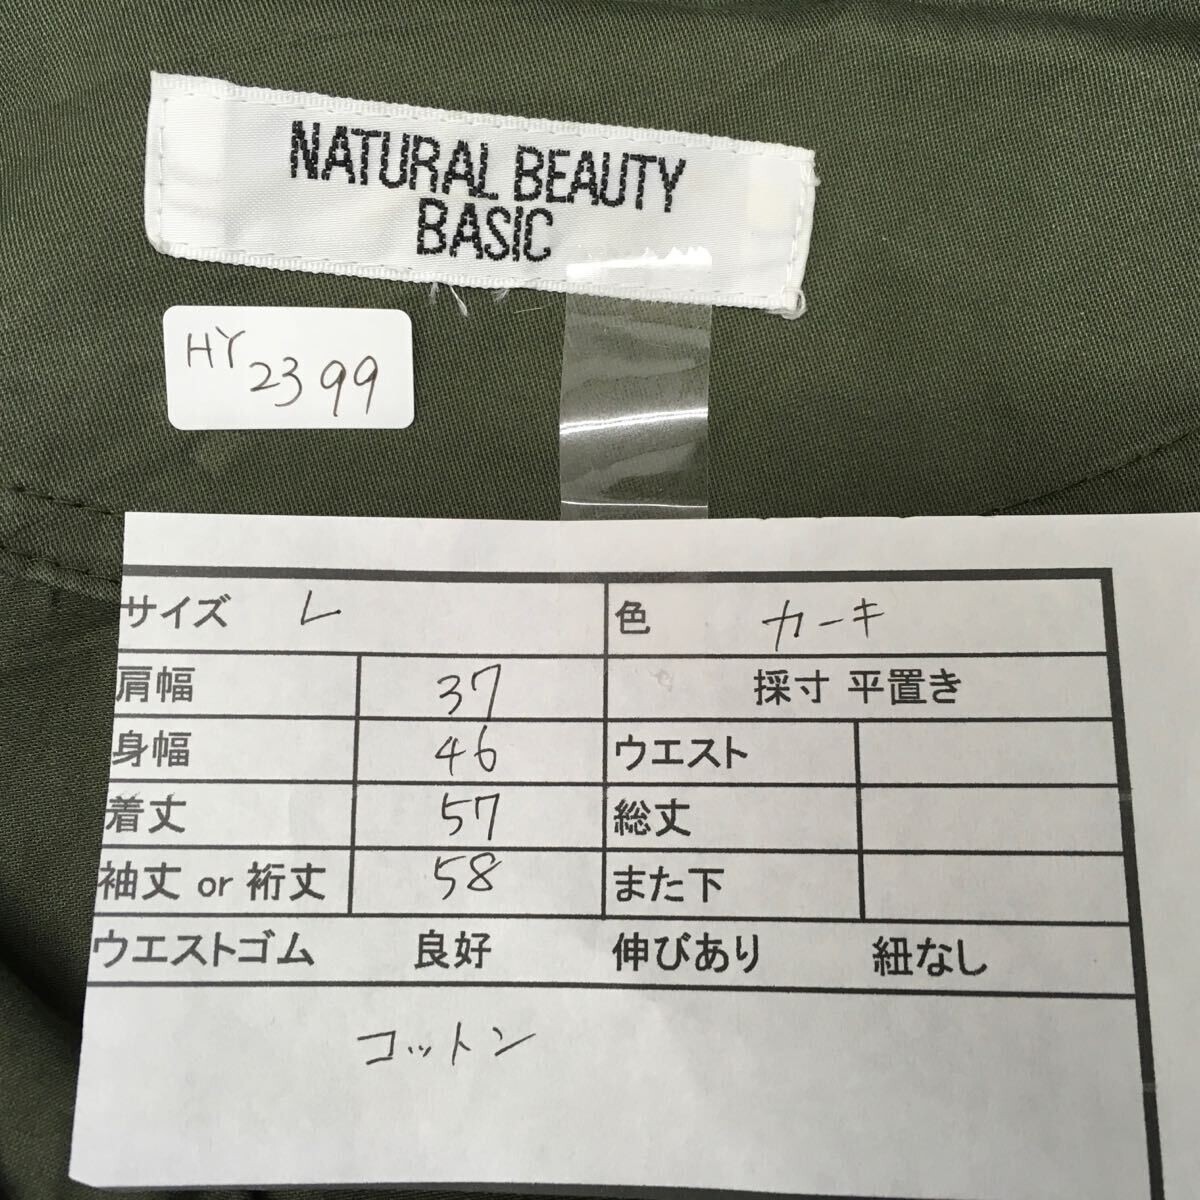 NATURAL BEAUTY
BASIC
HY
2399
サイズ L 色 カーキ
肩幅 37 採寸 平置き
身幅 46 ウエスト
着丈 57 総丈
袖丈 or 裄丈 58 また下
ウエストゴム 良好 伸びあり 紐なし
コットン